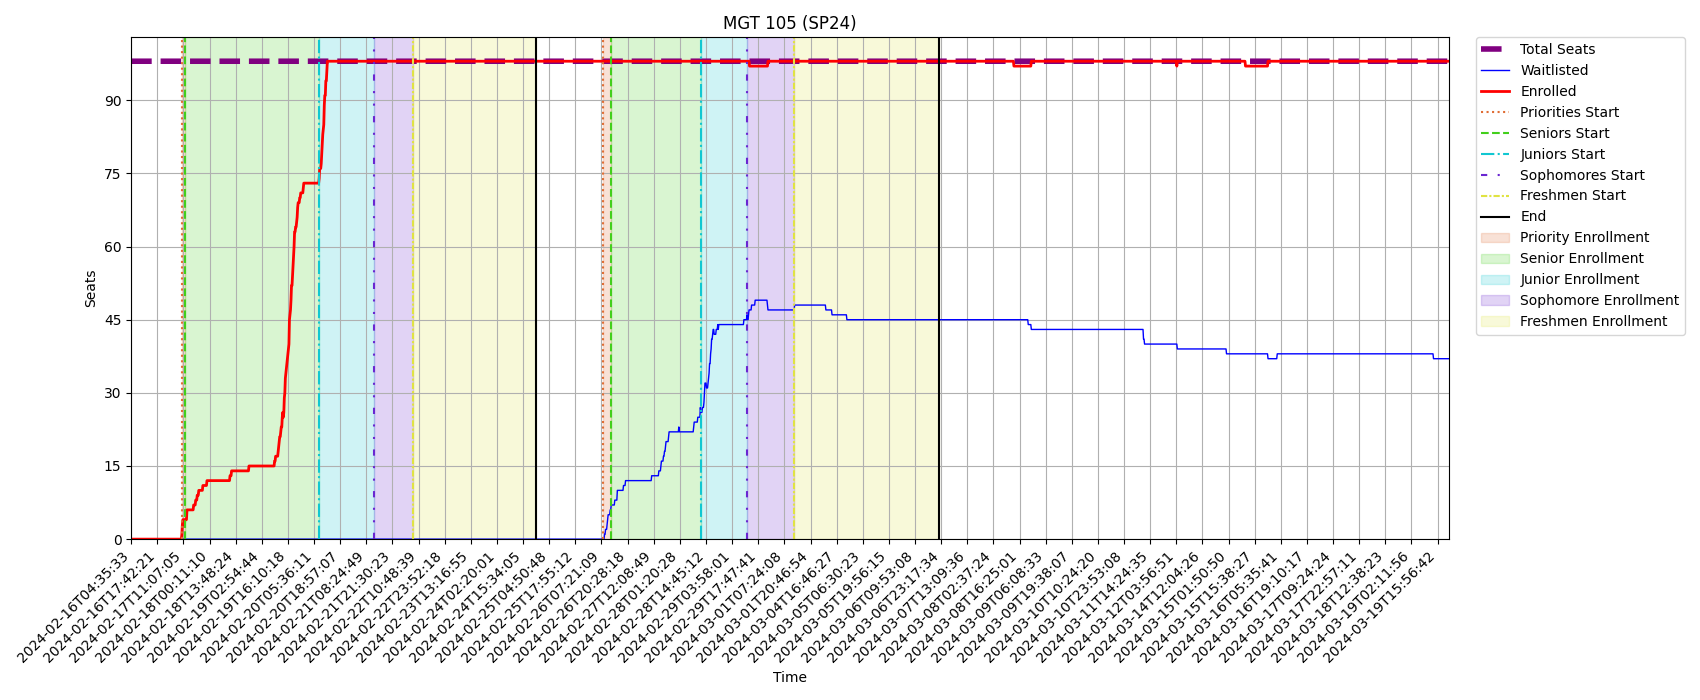 MGT 105 (SP24)
Seats
90
75
60
45
30
15
0
2024-02-16T04:35:33
2024-02-16T17:42:21
2024-02-17T11:07:05
2024-02-18T00:11:10
2024-02-18T13:48:24
2024-02-19T02:54:44
2024-02-19T16:10:18
2024-02-20T05:36:11
2024-02-20T18:57:07
2024-02-21T08:24:49
2024-02-21T21:30:23
2024-02-22T10:48:39
2024-02-22T23:52:18
2024-02-23T13:16:55
2024-02-24T02:20:01
2024-02-24T15:34:05
2024-02-25T04:50:48
2024-02-25T17:55:12
2024-02-26T07:21:09
2024-02-26T20:28:18
2024-02-27T12:08:49
2024-02-28T01:20:28
2024-02-28T14:45:12
2024-02-29T03:58:01
2024-02-29T17:47:41
2024-03-01T07:24:08
2024-03-01T20:46:54
2024-03-04T16:46:27
2024-03-05T06:30:23
2024-03-05T19:56:15
2024-03-06T09:53:08
2024-03-06T23:17:34
2024-03-07T13:09:36
2024-03-08T02:37:24
2024-03-08T16:25:01
2024-03-09T06:08:33
2024-03-09T19:38:07
2024-03-10T10:24:20
2024-03-10T23:53:08
2024-03-11T14:24:35
2024-03-12T03:56:51
2024-03-14T12:04:26
2024-03-15T01:50:50
2024-03-15T15:38:27
2024-03-16T05:35:41
2024-03-16T19:10:17
2024-03-17T09:24:24
2024-03-17T22:57:11
2024-03-18T12:38:23
2024-03-19T02:11:56
2024-03-19T15:56:42
Time
Total Seats
Waitlisted
Enrolled
Priorities Start
Seniors Start
Juniors Start
Sophomores Start
Freshmen Start
End
Priority Enrollment
Senior Enrollment
Junior Enrollment
Sophomore Enrollment
Freshmen Enrollment